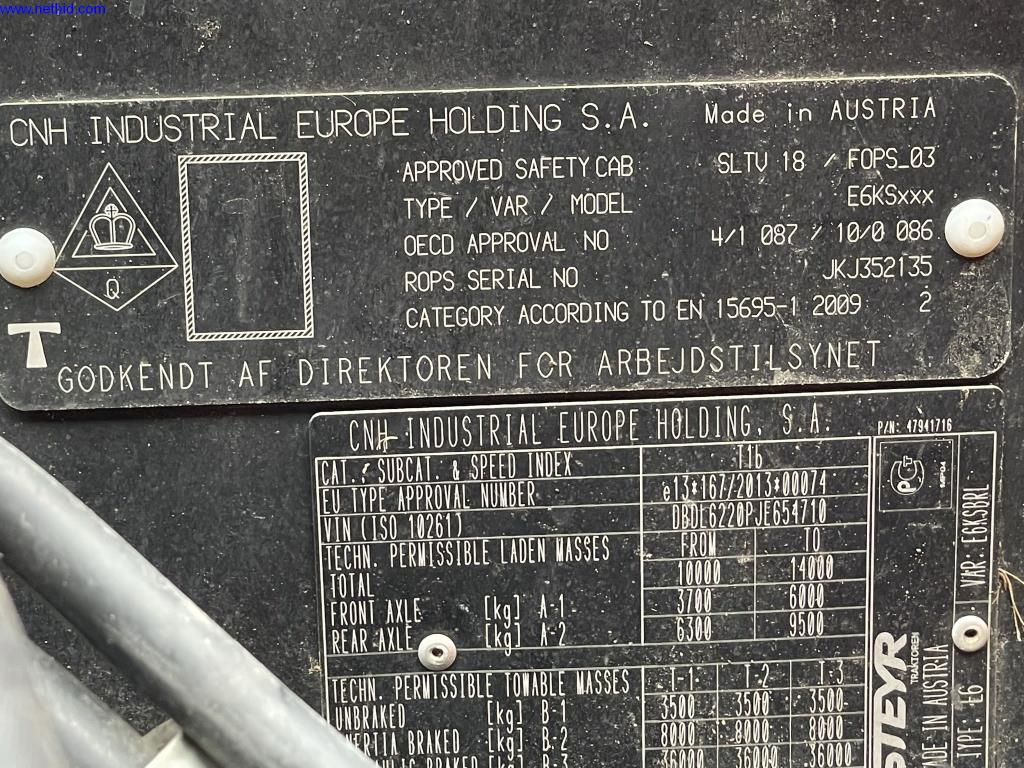 www.netbid.com
CNH INDUSTRIAL EUROPE HOLDING S.A. Made in AUSTRIA
APPROVED SAFETY CAB SLTV 18 / FOPS_03
TYPE / VAR / MODEL E6KSxxx
OECD APPROVAL NO 4/1 087 / 10/0 086
ROPS SERIAL NO JKJ352135
CATEGORY ACCORDING TO EN 15695-1 2009 2
Q
T
GODKENDT AF DIREKTOREN FOR ARBEJDSTILSYNET
CNH INDUSTRIAL EUROPE HOLDING, S.A. P/N: 47941716
CAT., SUBCAT. & SPEED INDEX T1b
EU TYPE APPROVAL NUMBER e13*167/2013*00074
VIN (ISO 10261) DBDL6220PJE654710
TECHN. PERMISSIBLE LADEN MASSES FROM TO
TOTAL 10000 14000
FRONT AXLE [kg] A-1 3700 6000
REAR AXLE [kg] A-2 6300 9500
TECHN. PERMISSIBLE TOWABLE MASSES T-1 T-2 T-3
UNBRAKED [kg] B-1 3500 3500 3500
INERTIA BRAKED [kg] B-2 8000 8000 8000
BRAKED [kg] B-3 36000 36000 36000
STEYR
TRAKTOREN
MADE IN AUSTRIA
TYPE: E6 VAR: E6KSBRL